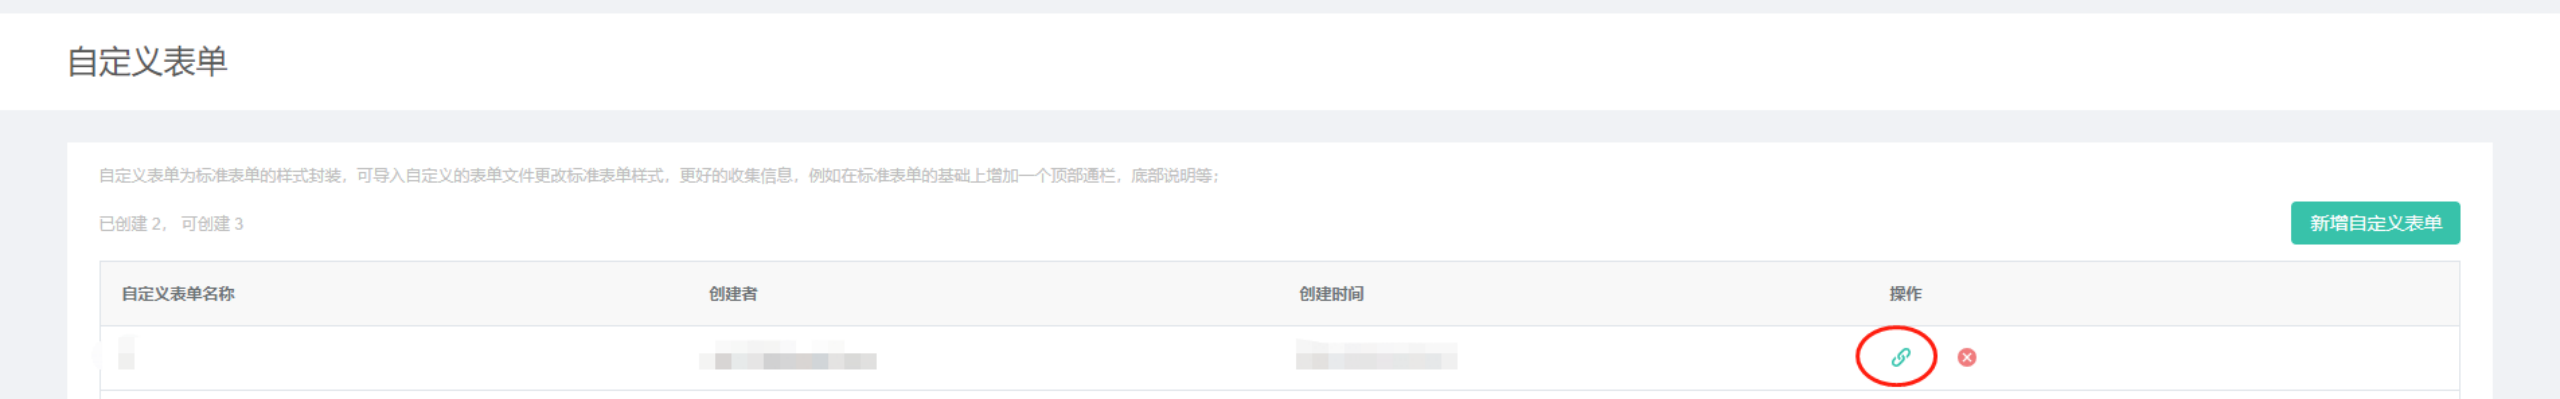 自定义表单
自定义表单为标准表单的样式封装，可导入自定义的表单文件更改标准表单样式，更好的收集信息，例如在标准表单的基础上增加一个顶部通栏，底部说明等；
已创建 2， 可创建 3
新增自定义表单
自定义表单名称 创建者 创建时间 操作